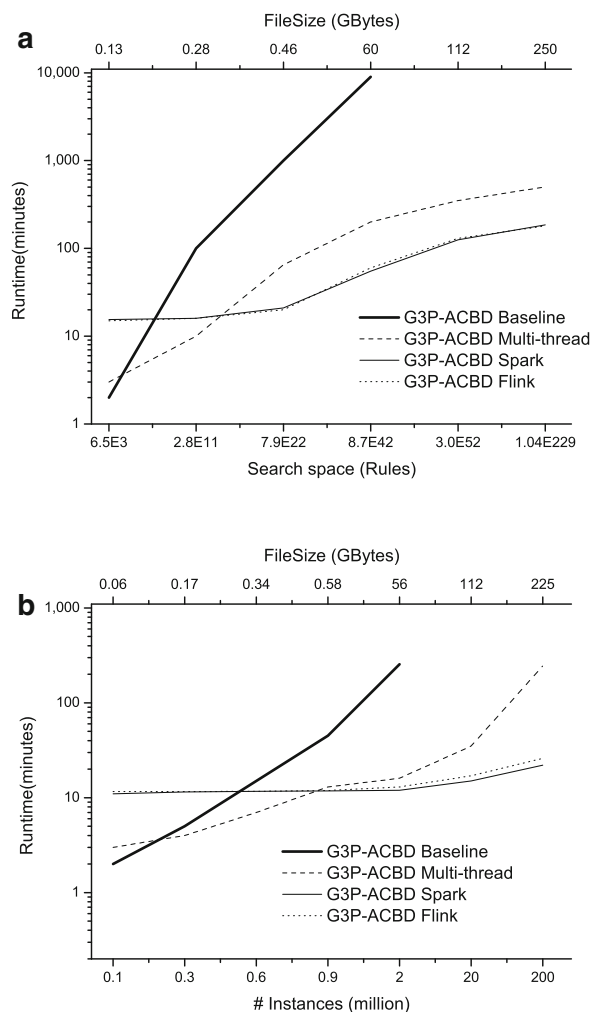 a
FileSize (GBytes)
0.13 0.28 0.46 60 112 250
10,000
1,000
100
10
1
Runtime(minutes)
G3P-ACBD Baseline
G3P-ACBD Multi-thread
G3P-ACBD Spark
G3P-ACBD Flink
6.5E3 2.8E11 7.9E22 8.7E42 3.0E52 1.04E229
Search space (Rules)
b
FileSize (GBytes)
0.06 0.17 0.34 0.58 56 112 225
1,000
100
10
1
Runtime(minutes)
G3P-ACBD Baseline
G3P-ACBD Multi-thread
G3P-ACBD Spark
G3P-ACBD Flink
0.1 0.3 0.6 0.9 2 20 200
# Instances (million)